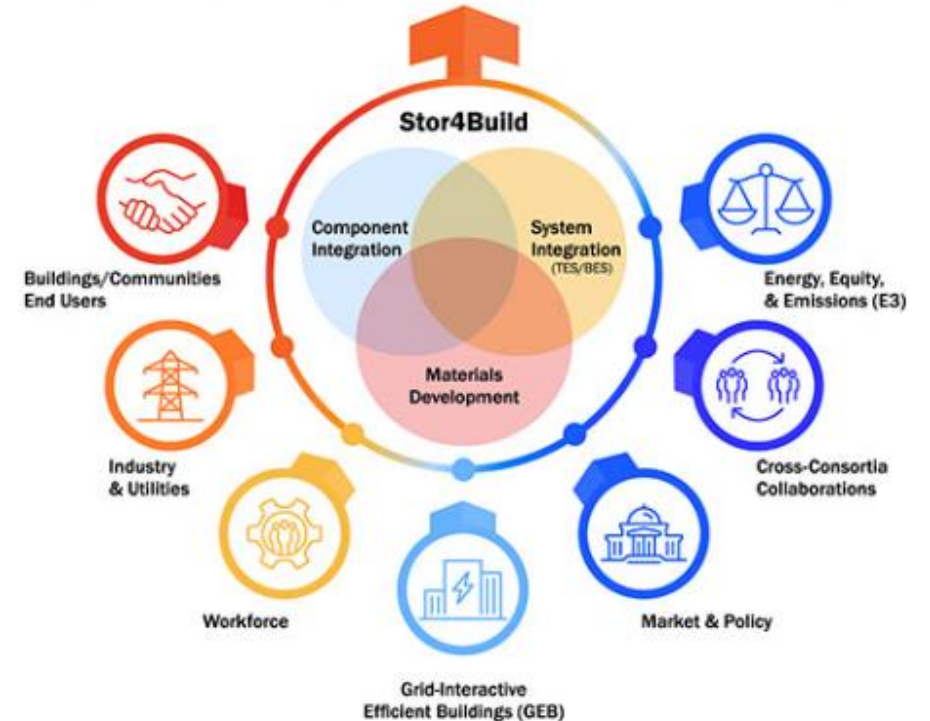 Stor4Build
Component
Integration
System
Integration
(TES/BES)
Materials
Development
Buildings/Communities
End Users
Industry
& Utilities
Workforce
Grid-Interactive
Efficient Buildings (GEB)
Market & Policy
Cross-Consortia
Collaborations
Energy, Equity,
& Emissions (E3)